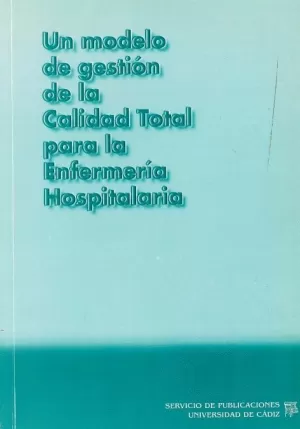 Un modelo
de gestión
de la
Calidad Total
para la
Enfermería
Hospitalaria
SERVICIO DE PUBLICACIONES
UNIVERSIDAD DE CÁDIZ